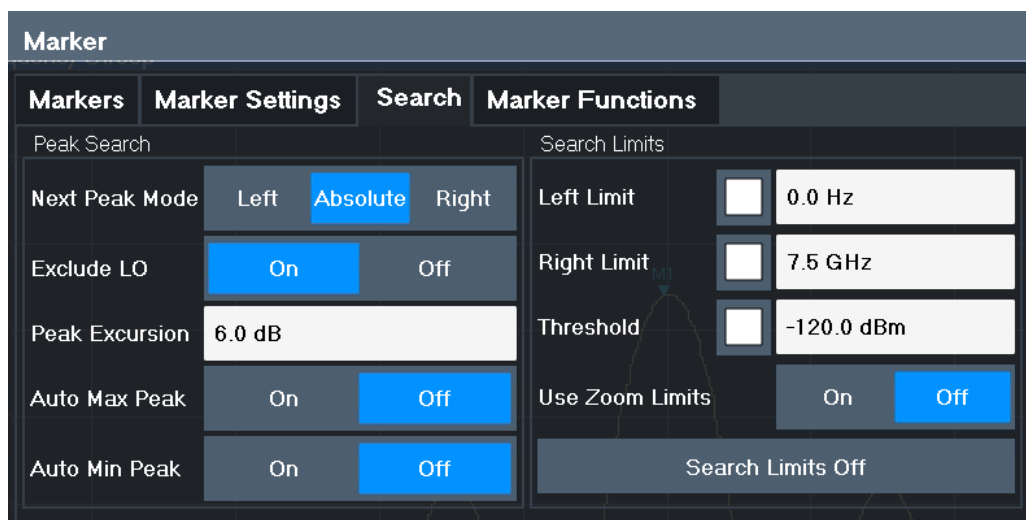 Marker
Markers Marker Settings Search Marker Functions
Peak Search
Next Peak Mode Left Absolute Right
Exclude LO On Off
Peak Excursion 6.0 dB
Auto Max Peak On Off
Auto Min Peak On Off
Search Limits
Left Limit 0.0 Hz
Right Limit 7.5 GHz
M1
Threshold -120.0 dBm
Use Zoom Limits On Off
Search Limits Off